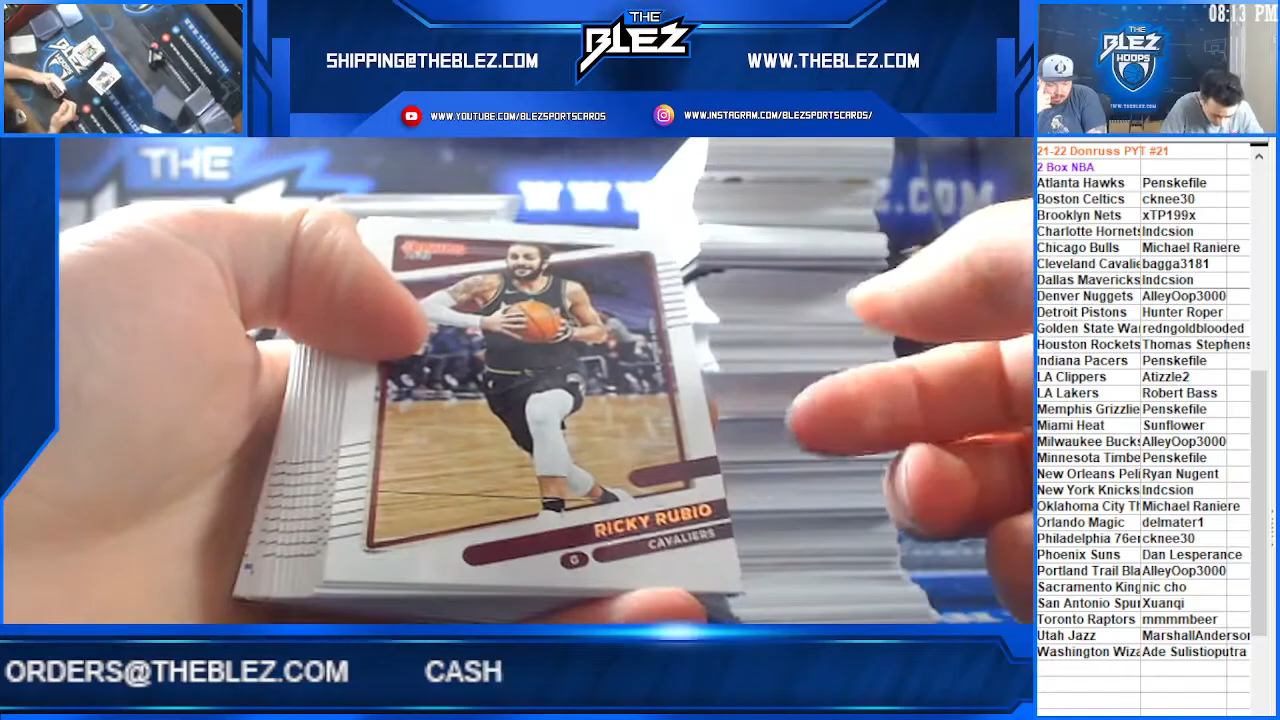 08:13 PM
THE
BLEZ
SHIPPING@THEBLEZ.COM
WWW.THEBLEZ.COM
WWW.YOUTUBE.COM/BLEZSPORTSCARDS
WWW.INSTAGRAM.COM/BLEZSPORTSCARDS/
THE
BLEZ
HOOPS
21-22 Donruss PYT #21
2 Box NBA
Atlanta Hawks Penskefile
Boston Celtics cknee30
Brooklyn Nets xTP199x
Charlotte Hornets Indcsion
Chicago Bulls Michael Raniere
Cleveland Cavalie bagga3181
Dallas Mavericks Indcsion
Denver Nuggets AlleyOop3000
Detroit Pistons Hunter Roper
Golden State War redngoldblooded
Houston Rockets Thomas Stephens
Indiana Pacers Penskefile
LA Clippers Atizzle2
LA Lakers Robert Bass
Memphis Grizzlie Penskefile
Miami Heat Sunflower
Milwaukee Bucks AlleyOop3000
Minnesota Timbe Penskefile
New Orleans Peli Ryan Nugent
New York Knicks Indcsion
Oklahoma City Th Michael Raniere
Orlando Magic delmater1
Philadelphia 76er cknee30
Phoenix Suns Dan Lesperance
Portland Trail Bla AlleyOop3000
Sacramento King nic cho
San Antonio Spur Xuanqi
Toronto Raptors mmmmbeer
Utah Jazz MarshallAnderson
Washington Wiza Ade Sulistioputra
THE
WWW
Z.COM
DONRUSS
RICKY RUBIO
CAVALIERS
G
ORDERS@THEBLEZ.COM CASH